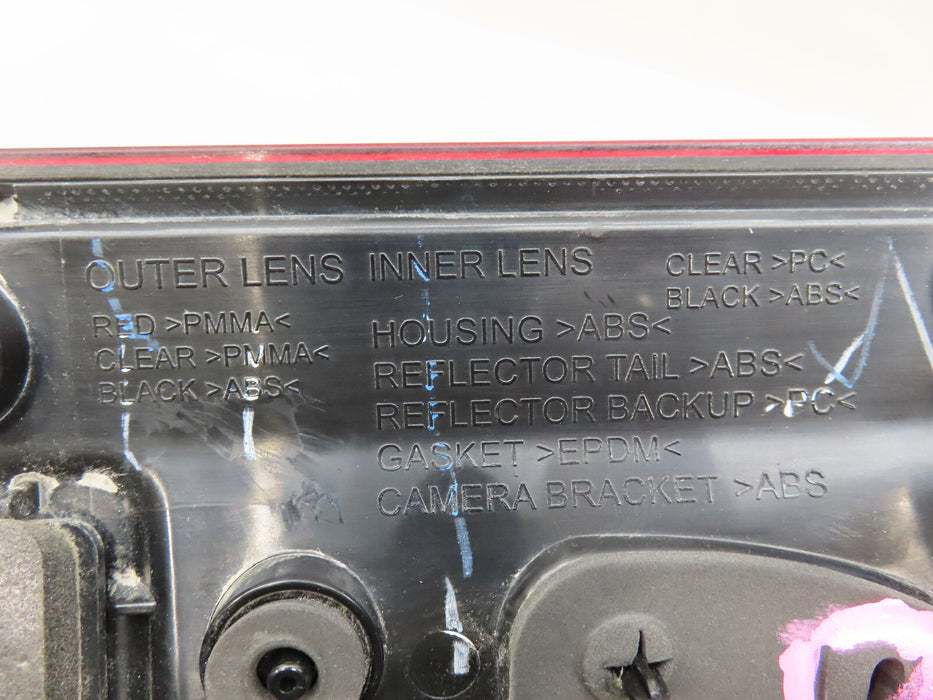 OUTER LENS
RED >PMMA<
CLEAR >PMMA<
BLACK >ABS<
INNER LENS
CLEAR >PC<
BLACK >ABS<
HOUSING >ABS<
REFLECTOR TAIL >ABS<
REFLECTOR BACKUP >PC<
GASKET >EPDM<
CAMERA BRACKET >ABS